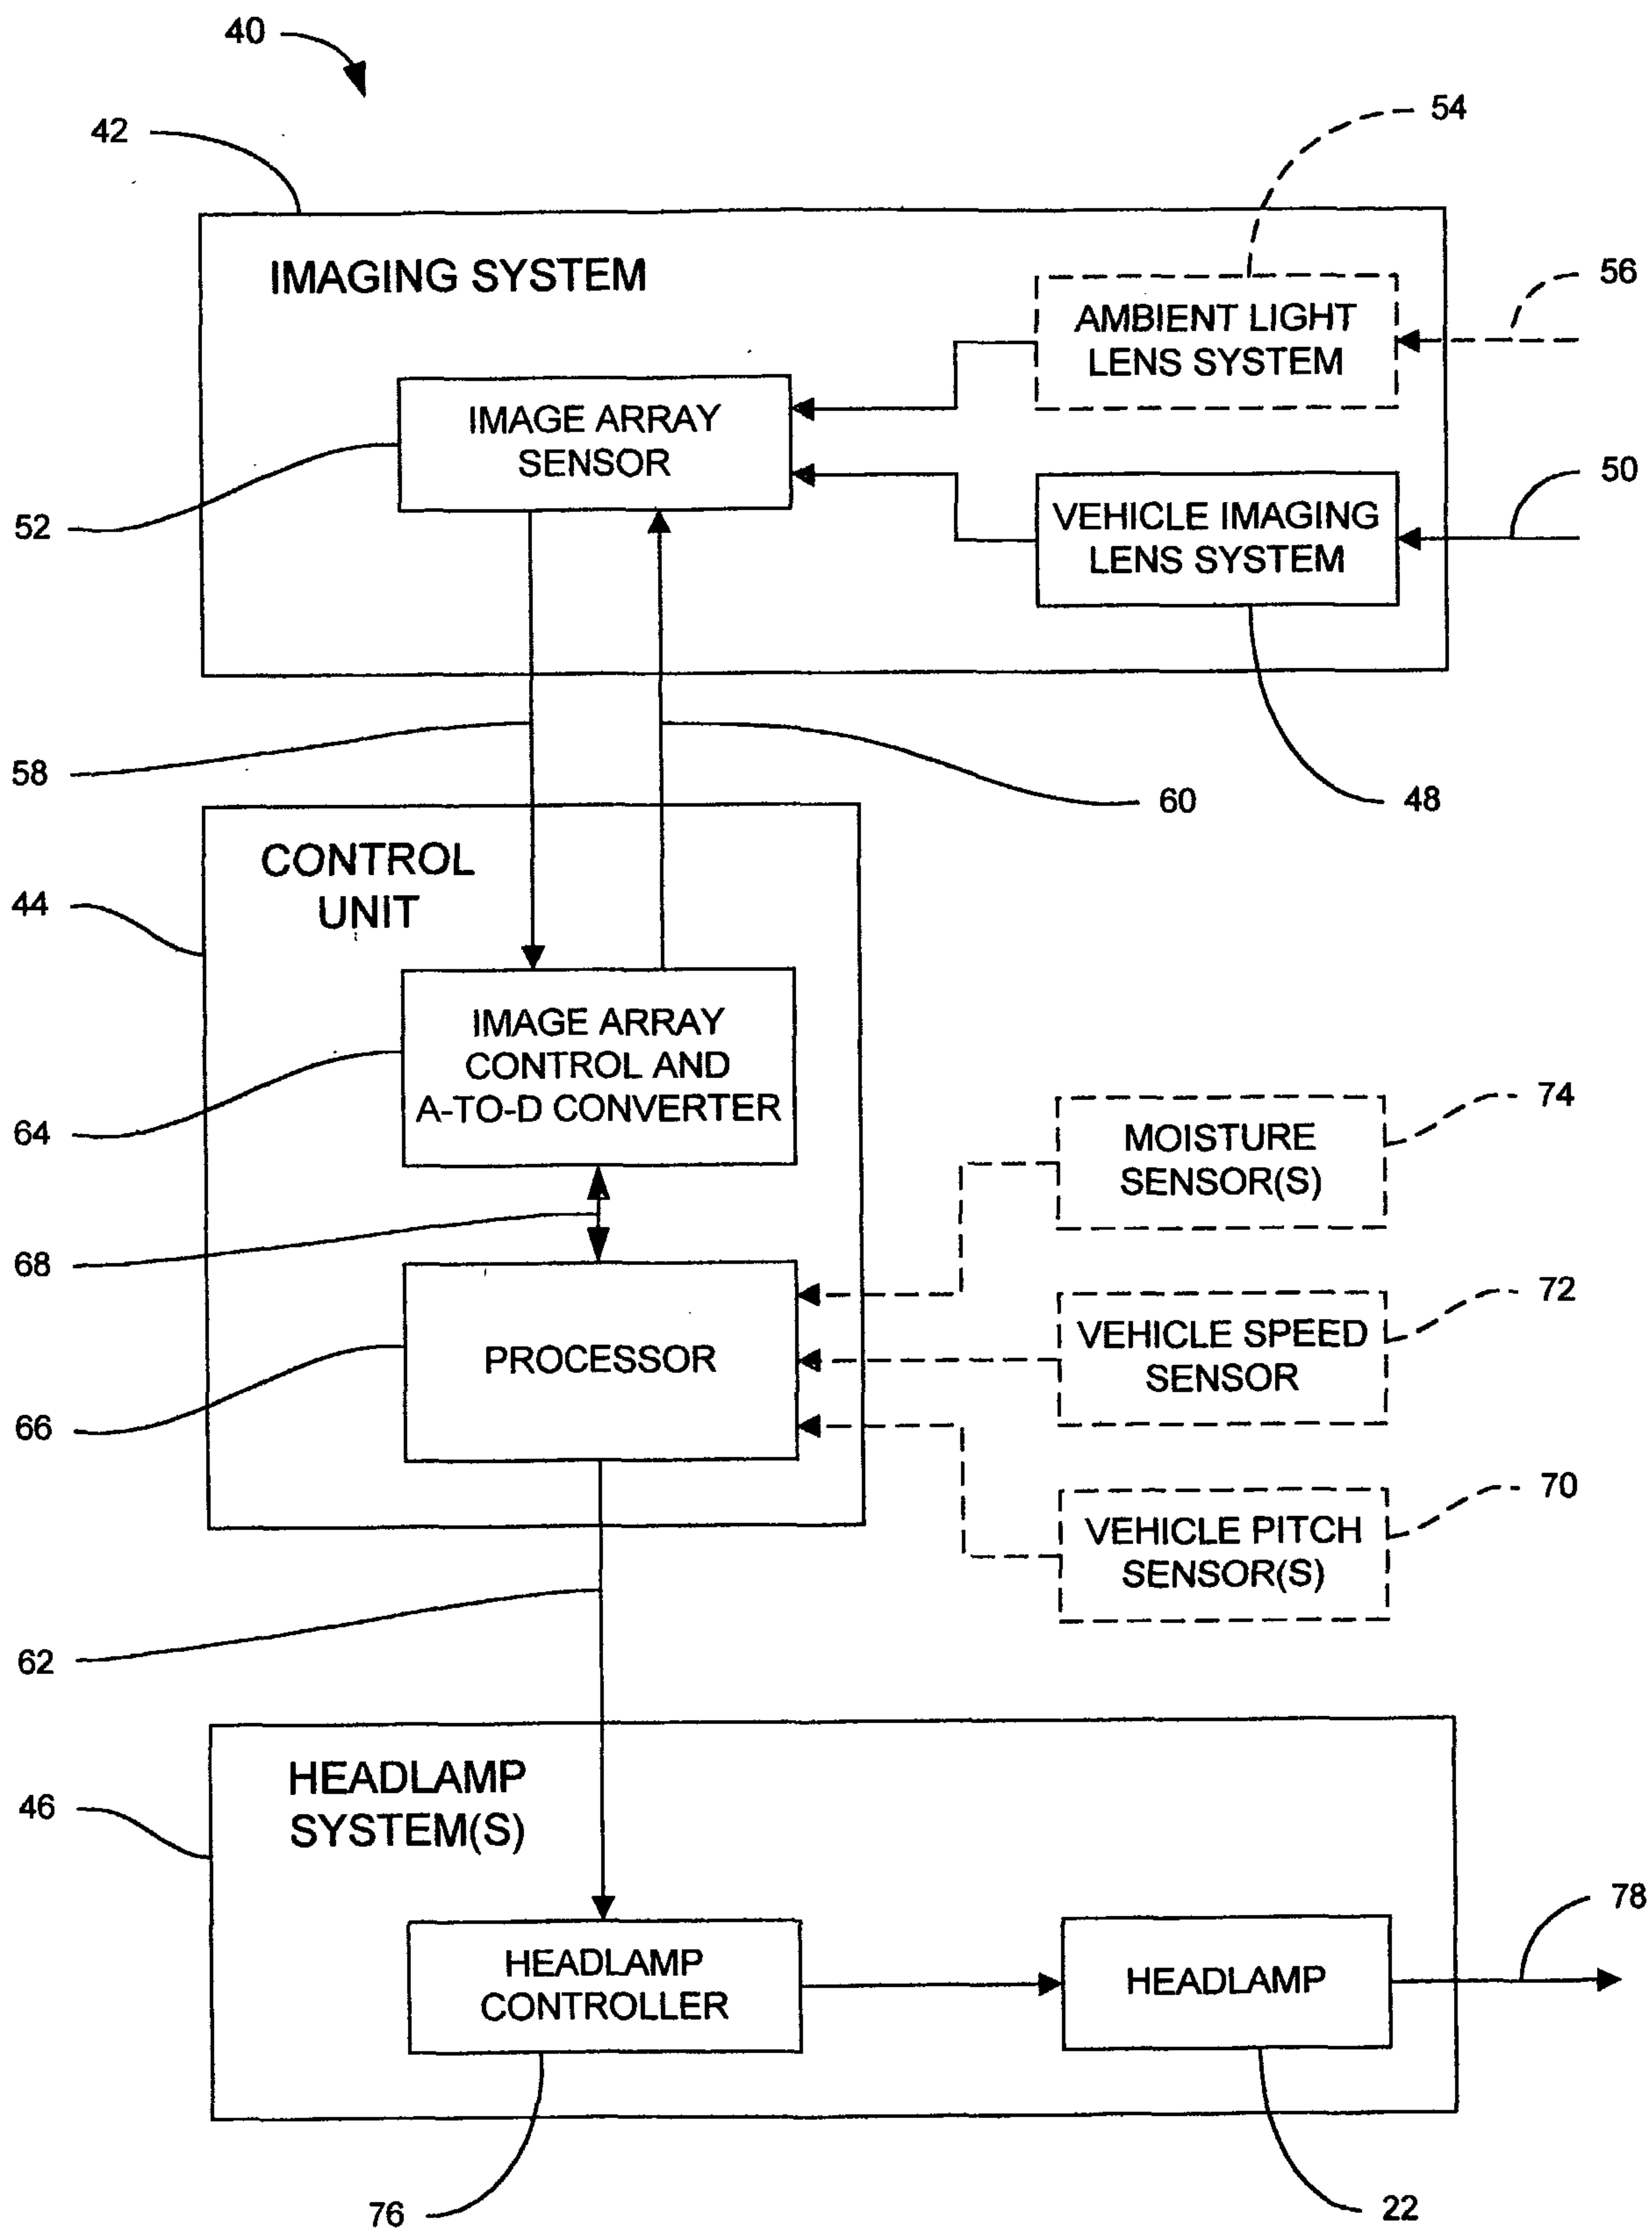 40
42
54
IMAGING SYSTEM
56
AMBIENT LIGHT
LENS SYSTEM
IMAGE ARRAY
SENSOR
50
VEHICLE IMAGING
LENS SYSTEM
52
58
60
48
CONTROL
UNIT
44
IMAGE ARRAY
CONTROL AND
A-TO-D CONVERTER
64
74
MOISTURE
SENSOR(S)
68
72
VEHICLE SPEED
SENSOR
PROCESSOR
66
70
VEHICLE PITCH
SENSOR(S)
62
HEADLAMP
SYSTEM(S)
46
78
HEADLAMP
CONTROLLER
HEADLAMP
76
22